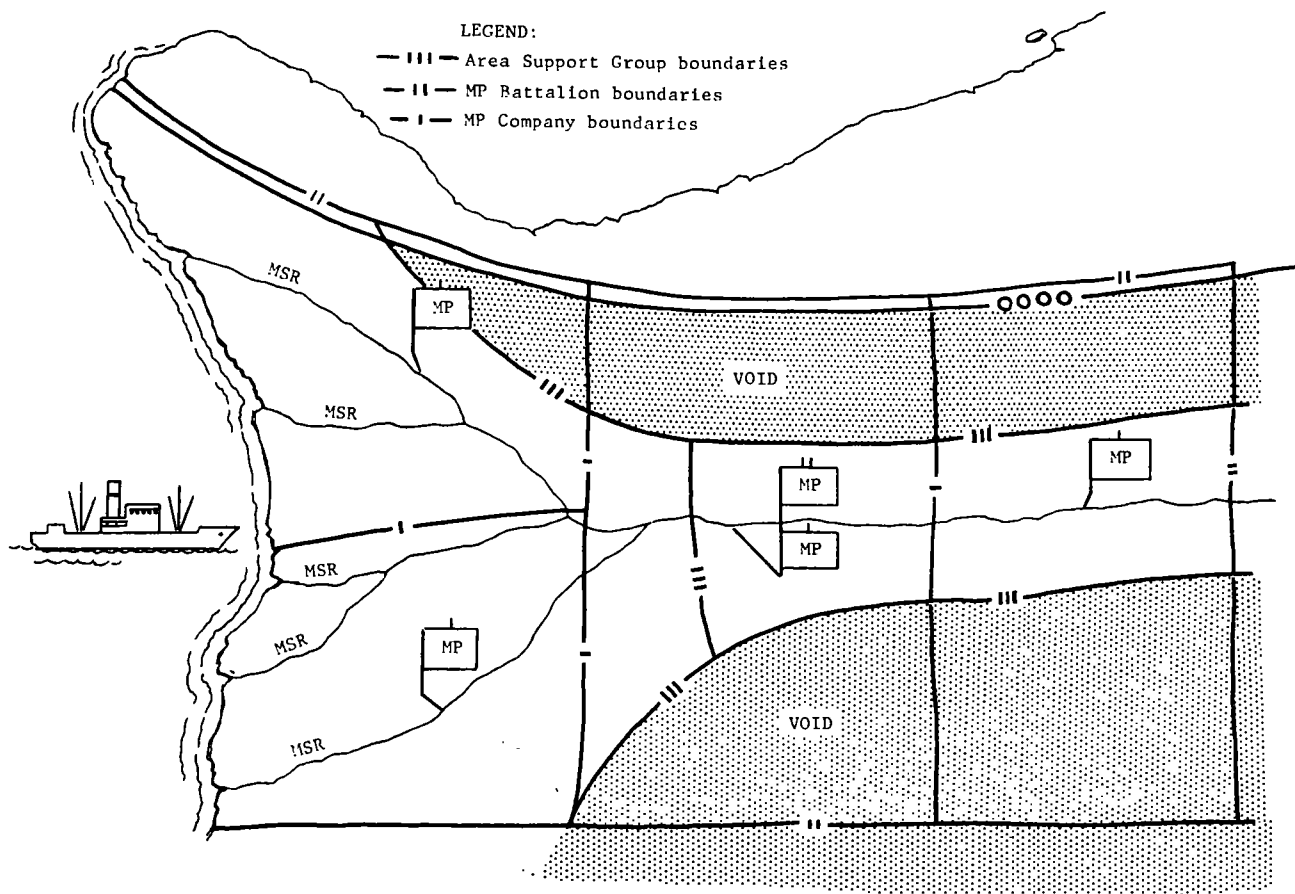 LEGEND:
Area Support Group boundaries
MP Battalion boundaries
MP Company boundaries
MSR
MP
VOID
MSR
MP
MP
MP
MSR
MSR
MP
VOID
MSR